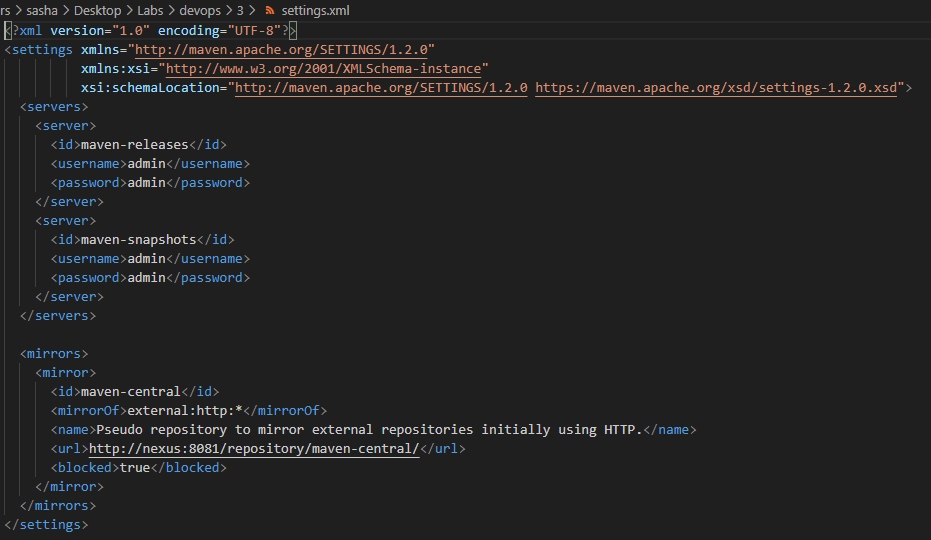 rs > sasha > Desktop > Labs > devops > 3 > settings.xml
<?xml version="1.0" encoding="UTF-8"?>
<settings xmlns="http://maven.apache.org/SETTINGS/1.2.0"
          xmlns:xsi="http://www.w3.org/2001/XMLSchema-instance"
          xsi:schemaLocation="http://maven.apache.org/SETTINGS/1.2.0 https://maven.apache.org/xsd/settings-1.2.0.xsd">
  <servers>
    <server>
      <id>maven-releases</id>
      <username>admin</username>
      <password>admin</password>
    </server>
    <server>
      <id>maven-snapshots</id>
      <username>admin</username>
      <password>admin</password>
    </server>
  </servers>

  <mirrors>
    <mirror>
      <id>maven-central</id>
      <mirrorOf>external:http:*</mirrorOf>
      <name>Pseudo repository to mirror external repositories initially using HTTP.</name>
      <url>http://nexus:8081/repository/maven-central/</url>
      <blocked>true</blocked>
    </mirror>
  </mirrors>
</settings>